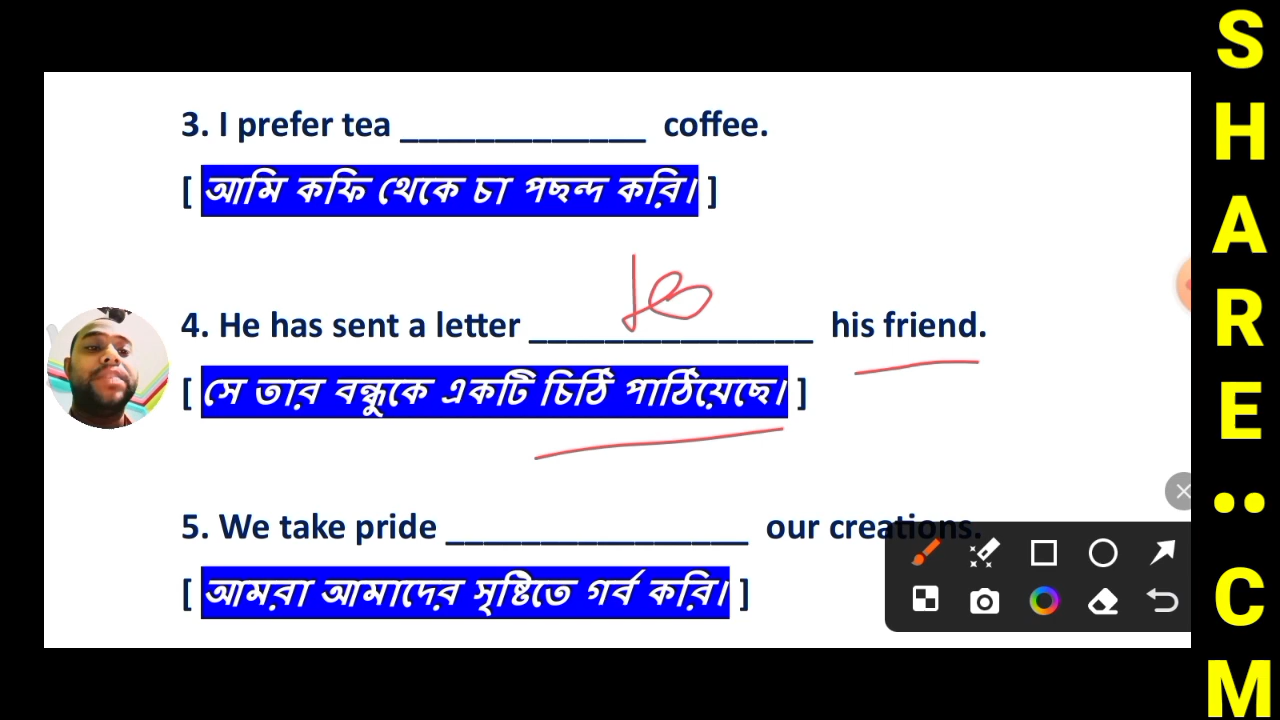 3. I prefer tea _____________ coffee.
[ আমি কফি থেকে চা পছন্দ করি। ]
to
4. He has sent a letter _______________ his friend.
[ সে তার বন্ধুকে একটি চিঠি পাঠিয়েছে। ]
5. We take pride ________________ our creations.
[ আমরা আমাদের সৃষ্টিতে গর্ব করি। ]
SHARE •• CM